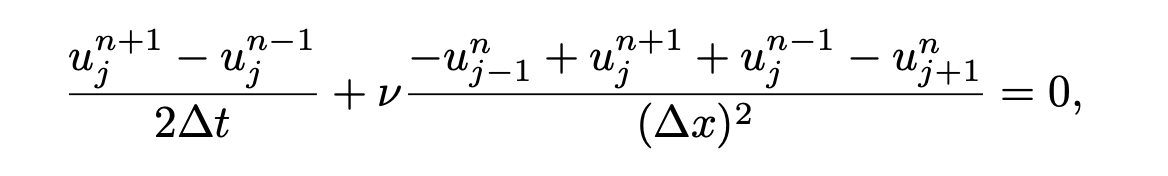 \frac{u_j^{n+1} - u_j^{n-1}}{2\Delta t} + \nu \frac{-u_{j-1}^n + u_j^{n+1} + u_j^{n-1} - u_{j+1}^n}{(\Delta x)^2} = 0,